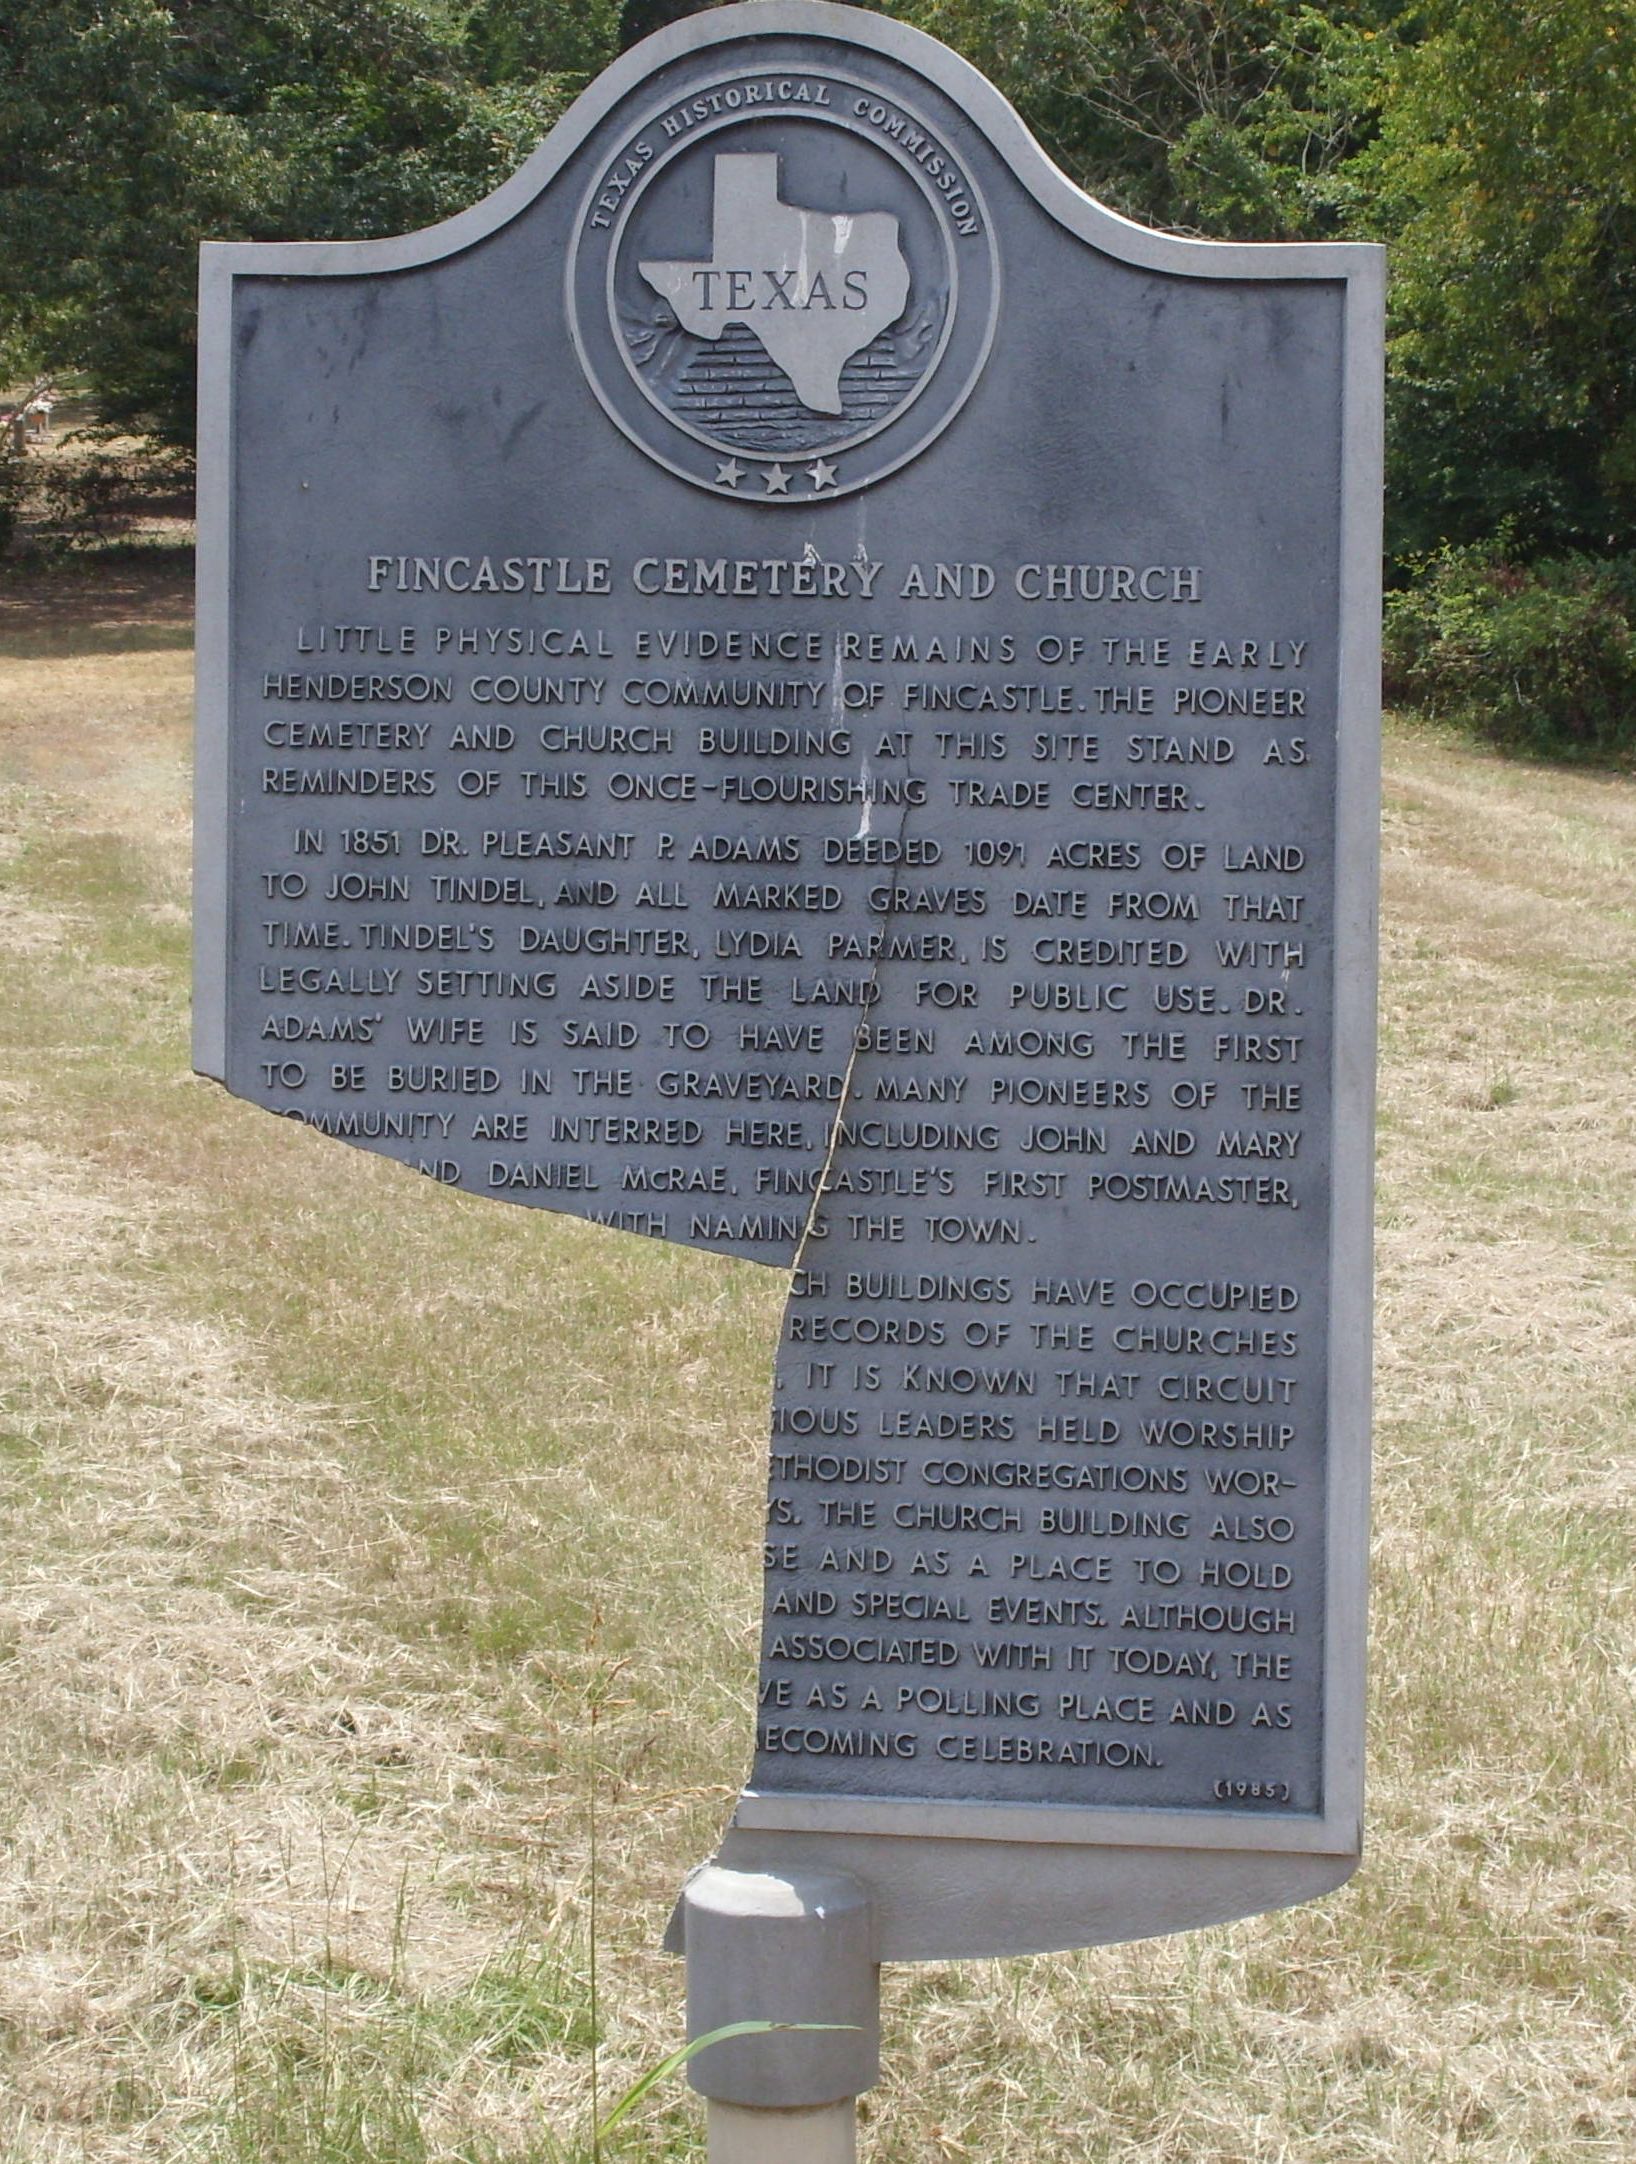 TEXAS HISTORICAL COMMISSION
TEXAS
FINCASTLE CEMETERY AND CHURCH
LITTLE PHYSICAL EVIDENCE REMAINS OF THE EARLY
HENDERSON COUNTY COMMUNITY OF FINCASTLE. THE PIONEER
CEMETERY AND CHURCH BUILDING AT THIS SITE STAND AS
REMINDERS OF THIS ONCE-FLOURISHING TRADE CENTER.
IN 1851 DR. PLEASANT P. ADAMS DEEDED 1091 ACRES OF LAND
TO JOHN TINDEL, AND ALL MARKED GRAVES DATE FROM THAT
TIME. TINDEL'S DAUGHTER, LYDIA PARMER, IS CREDITED WITH
LEGALLY SETTING ASIDE THE LAND FOR PUBLIC USE. DR.
ADAMS' WIFE IS SAID TO HAVE BEEN AMONG THE FIRST
TO BE BURIED IN THE GRAVEYARD. MANY PIONEERS OF THE
COMMUNITY ARE INTERRED HERE, INCLUDING JOHN AND MARY
AND DANIEL McRAE, FINCASTLE'S FIRST POSTMASTER,
WITH NAMING THE TOWN.
CH BUILDINGS HAVE OCCUPIED
RECORDS OF THE CHURCHES
, IT IS KNOWN THAT CIRCUIT
GIOUS LEADERS HELD WORSHIP
ETHODIST CONGREGATIONS WOR-
YS. THE CHURCH BUILDING ALSO
SE AND AS A PLACE TO HOLD
AND SPECIAL EVENTS. ALTHOUGH
ASSOCIATED WITH IT TODAY, THE
VE AS A POLLING PLACE AND AS
MECOMING CELEBRATION.
(1985)